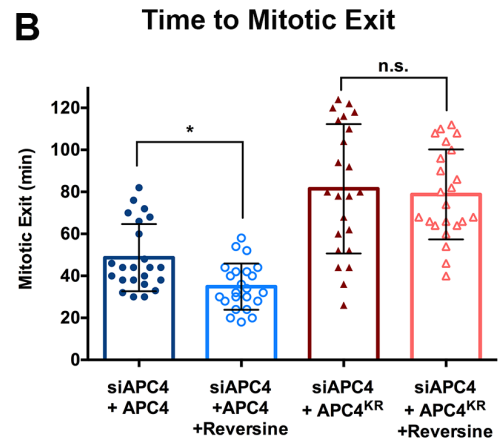 B
Time to Mitotic Exit
n.s.
*
Mitotic Exit (min)
120
100
80
60
40
20
0
siAPC4
+ APC4
siAPC4
+APC4
+Reversine
siAPC4
+ APC4ᴷᴿ
siAPC4
+ APC4ᴷᴿ
+Reversine